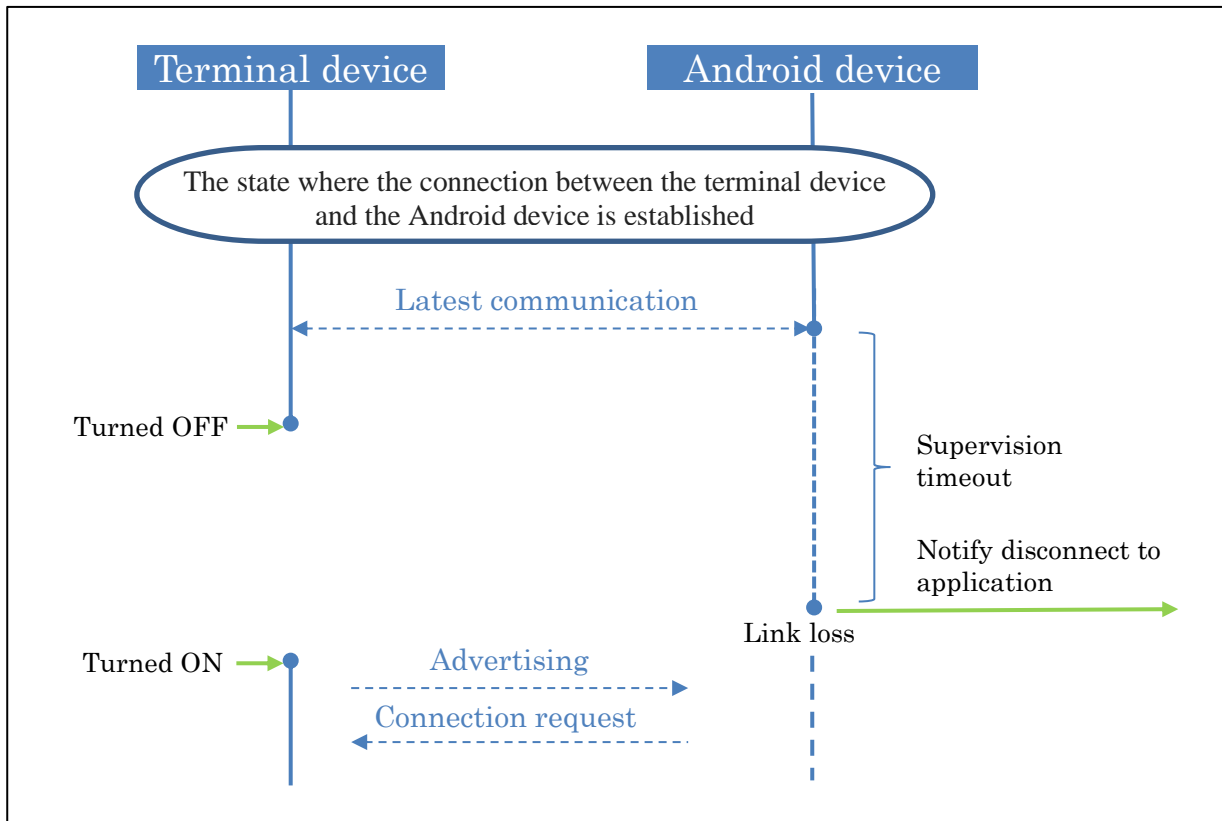 Terminal device
Android device
The state where the connection between the terminal device
and the Android device is established
Latest communication
Turned OFF
Supervision
timeout
Notify disconnect to
application
Link loss
Turned ON
Advertising
Connection request